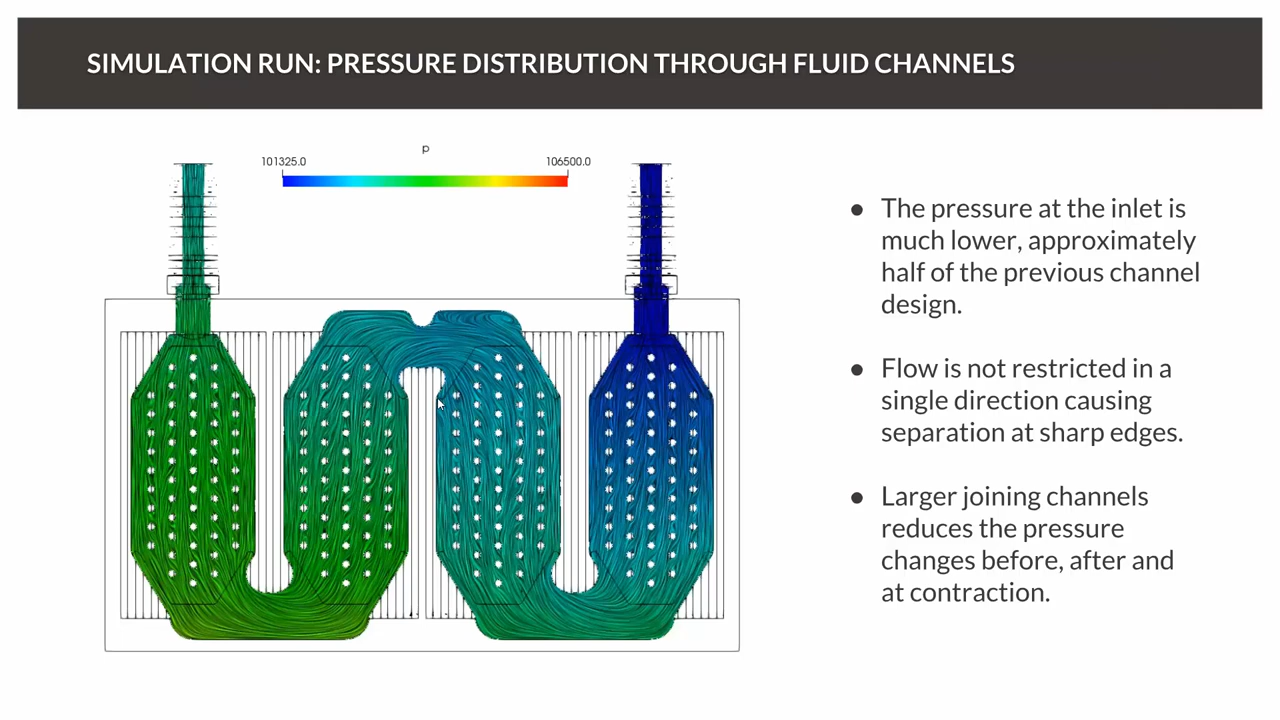 SIMULATION RUN: PRESSURE DISTRIBUTION THROUGH FLUID CHANNELS
p
101325.0 106500.0
● The pressure at the inlet is
much lower, approximately
half of the previous channel
design.
● Flow is not restricted in a
single direction causing
separation at sharp edges.
● Larger joining channels
reduces the pressure
changes before, after and
at contraction.